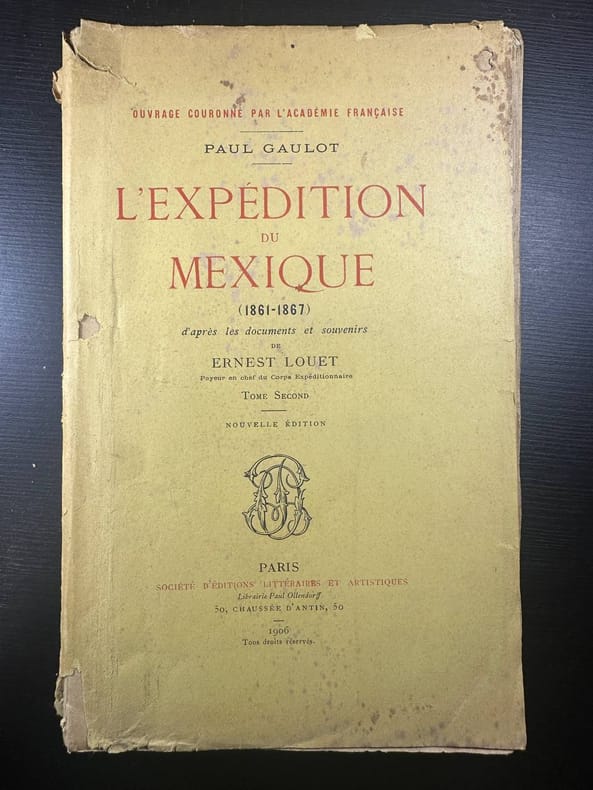 OUVRAGE COURONNÉ PAR L'ACADÉMIE FRANÇAISE
PAUL GAULOT
L'EXPÉDITION
DU
MEXIQUE
(1861-1867)
d'après les documents et souvenirs
DE
ERNEST LOUET
Payeur en chef du Corps Expéditionnaire
TOME SECOND
NOUVELLE ÉDITION
PARIS
SOCIÉTÉ D'ÉDITIONS LITTÉRAIRES ET ARTISTIQUES
Librairie Paul Ollendorff
50, CHAUSSÉE D'ANTIN, 50
1906
Tous droits réservés.